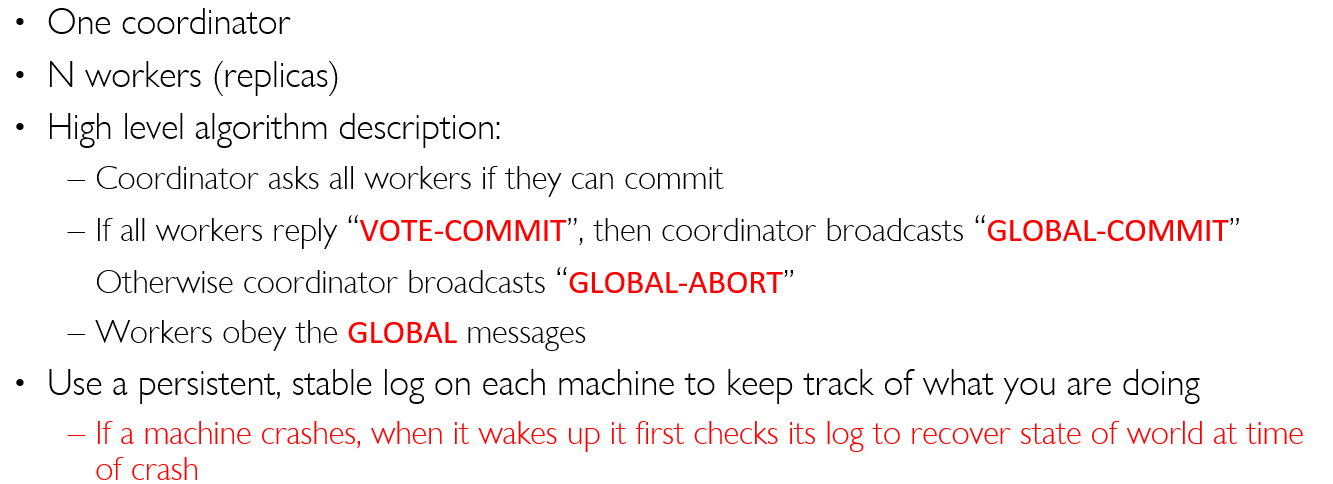 • One coordinator
• N workers (replicas)
• High level algorithm description:
– Coordinator asks all workers if they can commit
– If all workers reply “VOTE-COMMIT”, then coordinator broadcasts “GLOBAL-COMMIT”
Otherwise coordinator broadcasts “GLOBAL-ABORT”
– Workers obey the GLOBAL messages
• Use a persistent, stable log on each machine to keep track of what you are doing
– If a machine crashes, when it wakes up it first checks its log to recover state of world at time
of crash